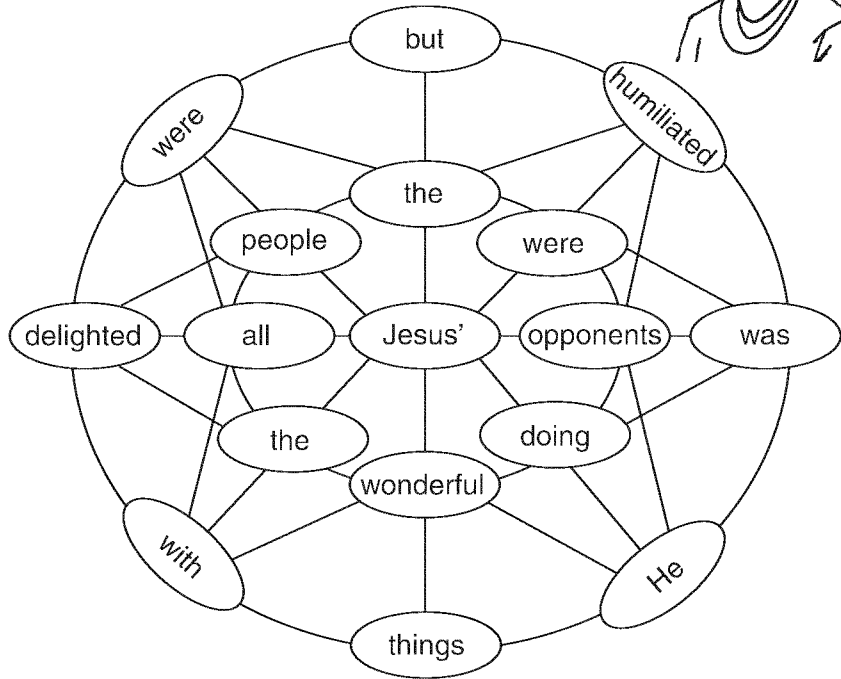 but
were
humiliated
the
people
were
delighted
all
Jesus’
opponents
was
the
doing
wonderful
with
He
things